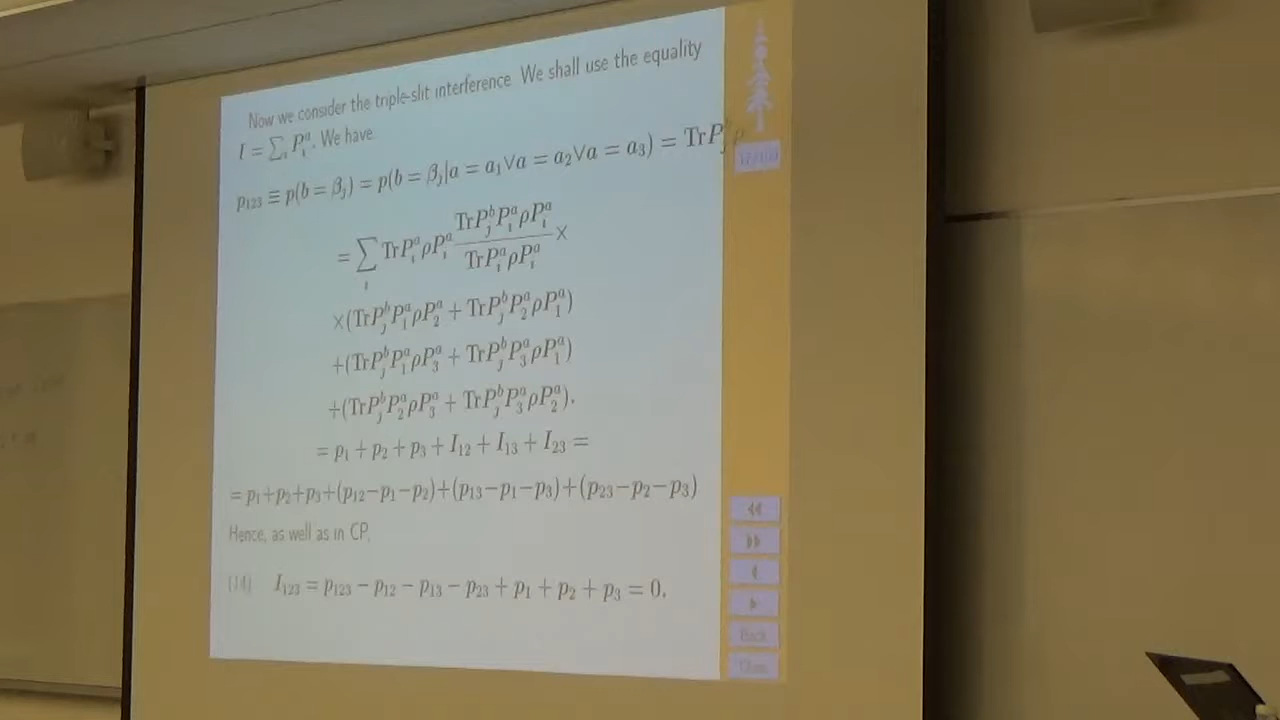 Now we consider the triple-slit interference. We shall use the equality
I = ∑ᵢ Pᵢᵃ. We have
p₁₂₃ ≡ p(b = βⱼ) = p(b = βⱼ|a = a₁∨a = a₂∨a = a₃) = TrPⱼᵇρ
= ∑ᵢ TrPᵢᵃρPᵢᵃ (TrPⱼᵇPᵢᵃρPᵢᵃ / TrPᵢᵃρPᵢᵃ) ×
×(TrPⱼᵇP₁ᵃρP₂ᵃ + TrPⱼᵇP₂ᵃρP₁ᵃ)
+(TrPⱼᵇP₁ᵃρP₃ᵃ + TrPⱼᵇP₃ᵃρP₁ᵃ)
+(TrPⱼᵇP₂ᵃρP₃ᵃ + TrPⱼᵇP₃ᵃρP₂ᵃ).
= p₁ + p₂ + p₃ + I₁₂ + I₁₃ + I₂₃ =
= p₁+p₂+p₃+(p₁₂−p₁−p₂)+(p₁₃−p₁−p₃)+(p₂₃−p₂−p₃)
Hence, as well as in CP,
(14) I₁₂₃ = p₁₂₃ − p₁₂ − p₁₃ − p₂₃ + p₁ + p₂ + p₃ = 0.
Back
Close